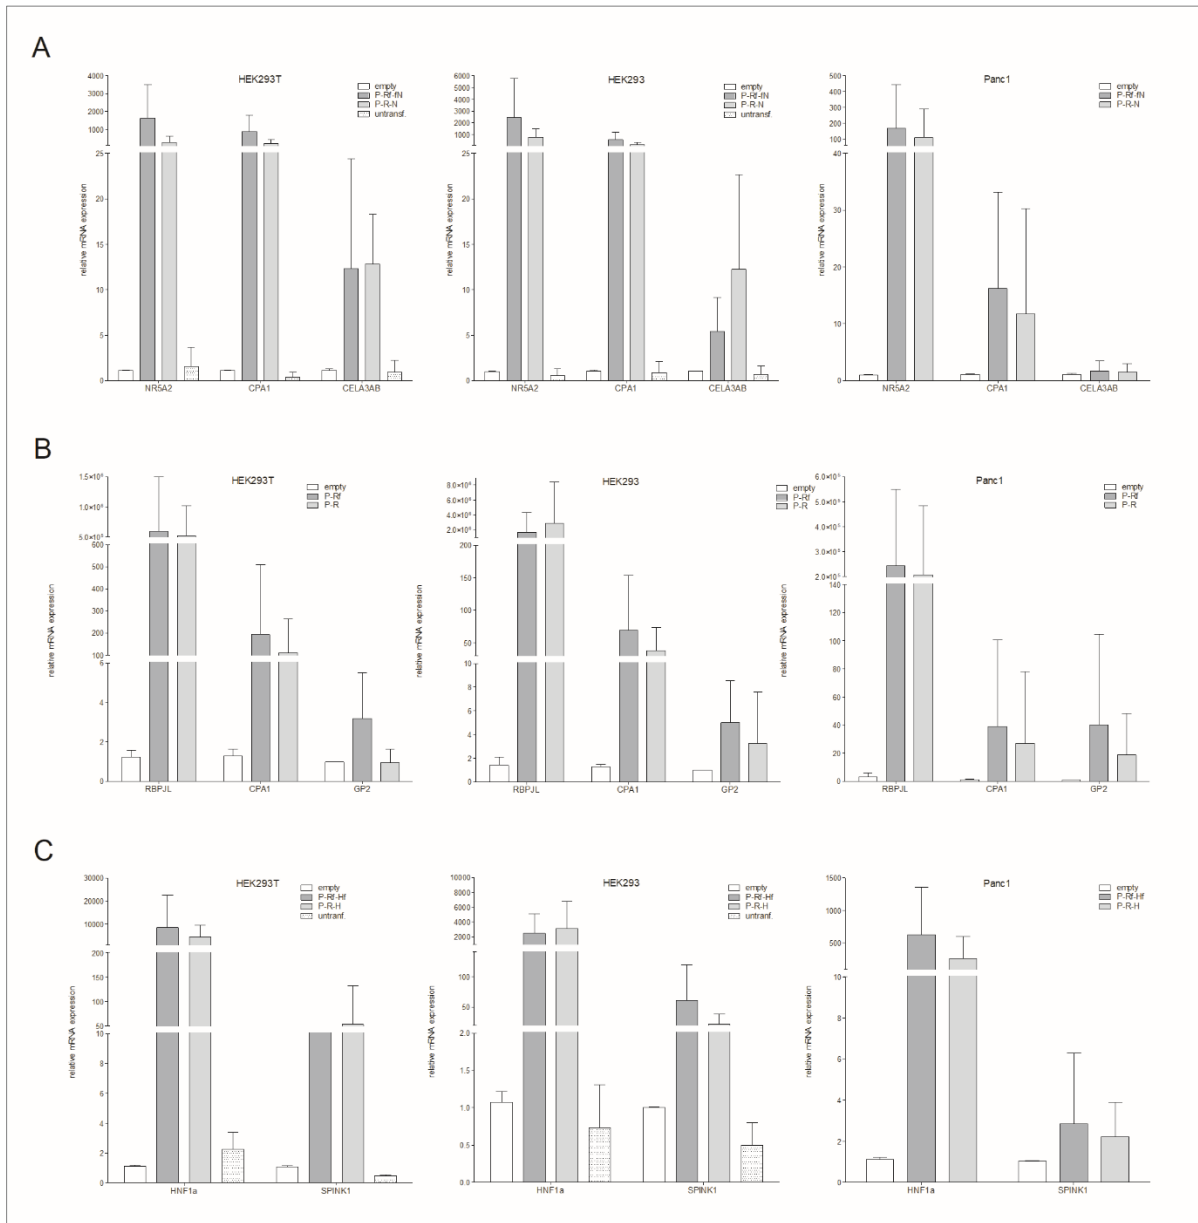 A
HEK293T
empty
P-Rf-fN
P-R-N
untransf.
4000
3000
2000
1000
25
20
15
10
5
0
relative mRNA expression
NR5A2
CPA1
CELA3AB
HEK293
empty
P-Rf-fN
P-R-N
untransf.
6000
5000
4000
3000
2000
1000
25
20
15
10
5
0
relative mRNA expression
NR5A2
CPA1
CELA3AB
Panc1
empty
P-Rf-fN
P-R-N
500
400
300
200
100
40
30
20
10
0
relative mRNA expression
NR5A2
CPA1
CELA3AB
B
HEK293T
empty
P-Rf
P-R
600
500
400
300
200
100
6
4
2
0
relative mRNA expression
RBPJL
CPA1
GP2
HEK293
empty
P-Rf
P-R
200
150
100
50
10
8
6
4
2
0
relative mRNA expression
RBPJL
CPA1
GP2
Panc1
empty
P-Rf
P-R
140
120
100
80
60
40
20
0
relative mRNA expression
RBPJL
CPA1
GP2
C
HEK293T
empty
P-Rf-Hf
P-R-H
untranf.
30000
20000
10000
200
150
100
50
10
8
6
4
2
0
relative mRNA expression
HNF1a
SPINK1
HEK293
empty
P-Rf-Hf
P-R-H
untranf.
10000
8000
6000
4000
2000
100
50
2.0
1.5
1.0
0.5
0.0
relative mRNA expression
HNF1a
SPINK1
Panc1
empty
P-Rf-Hf
P-R-H
1500
1000
500
10
8
6
4
2
0
relative mRNA expression
HNF1a
SPINK1